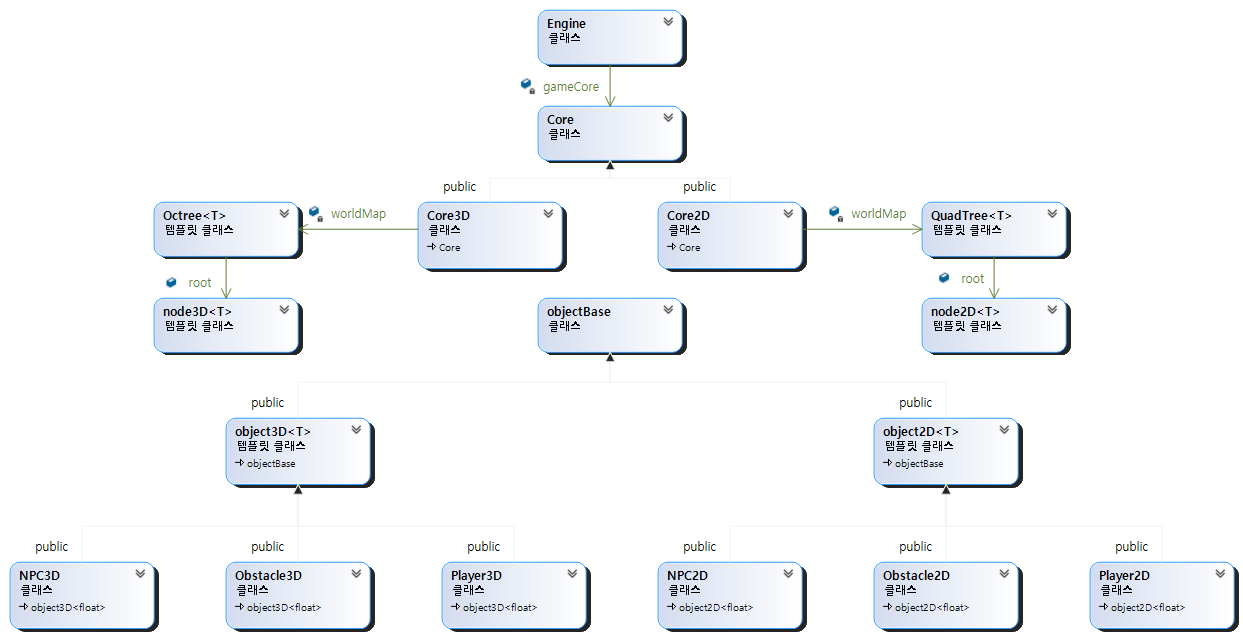 Engine
클래스
gameCore
Core
클래스
public
public
Octree<T>
템플릿 클래스
worldMap
Core3D
클래스
Core
Core2D
클래스
Core
worldMap
QuadTree<T>
템플릿 클래스
root
root
node3D<T>
템플릿 클래스
objectBase
클래스
node2D<T>
템플릿 클래스
public
public
object3D<T>
템플릿 클래스
objectBase
object2D<T>
템플릿 클래스
objectBase
public
public
public
public
public
public
NPC3D
클래스
object3D<float>
Obstacle3D
클래스
object3D<float>
Player3D
클래스
object3D<float>
NPC2D
클래스
object2D<float>
Obstacle2D
클래스
object2D<float>
Player2D
클래스
object2D<float>